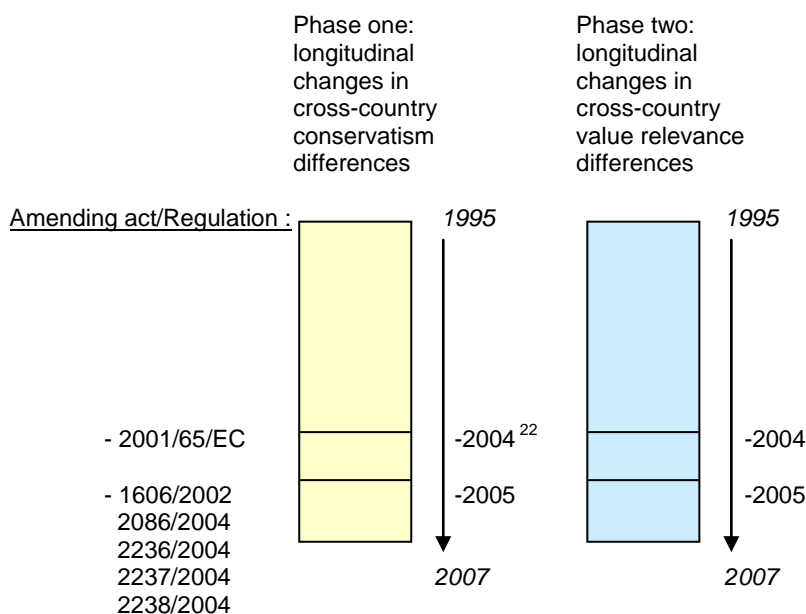 Phase one:
longitudinal
changes in
cross-country
conservatism
differences
Phase two:
longitudinal
changes in
cross-country
value relevance
differences
Amending act/Regulation :
1995
1995
- 2001/65/EC
-2004 22
-2004
- 1606/2002
-2005
-2005
2086/2004
2236/2004
2237/2004
2238/2004
2007
2007